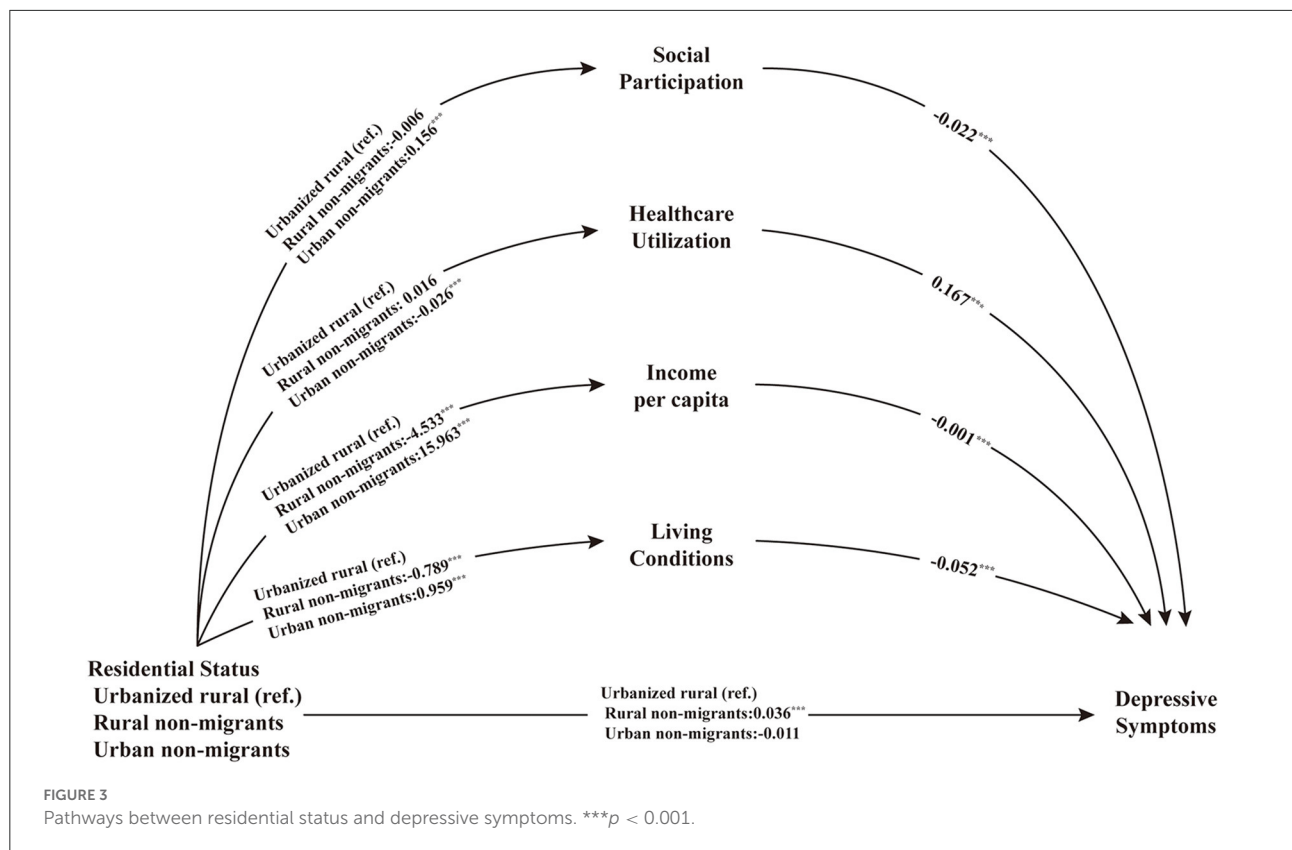 Social
Participation
Urbanized rural (ref.)
Rural non-migrants:-0.006
Urban non-migrants:0.156***
-0.022***
Healthcare
Utilization
Urbanized rural (ref.)
Rural non-migrants: 0.016
Urban non-migrants:-0.026***
0.167***
Income
per capita
Urbanized rural (ref.)
Rural non-migrants:-4.533***
Urban non-migrants:15.963***
-0.001***
Living
Conditions
Urbanized rural (ref.)
Rural non-migrants:-0.789***
Urban non-migrants:0.959***
-0.052***
Residential Status
Urbanized rural (ref.)
Rural non-migrants
Urban non-migrants
Urbanized rural (ref.)
Rural non-migrants:0.036***
Urban non-migrants:-0.011
Depressive
Symptoms
FIGURE 3
Pathways between residential status and depressive symptoms. ***p < 0.001.